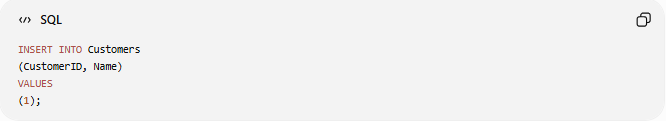 SQL
INSERT INTO Customers
(CustomerID, Name)
VALUES
(1);